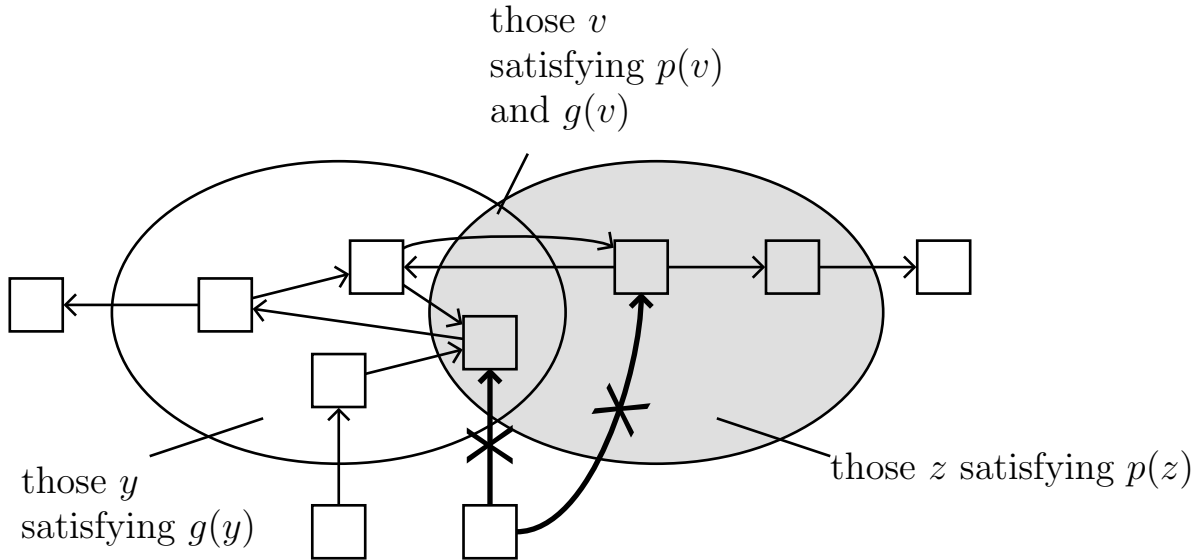 those v
satisfying p(v)
and g(v)
those y
satisfying g(y)
those z satisfying p(z)